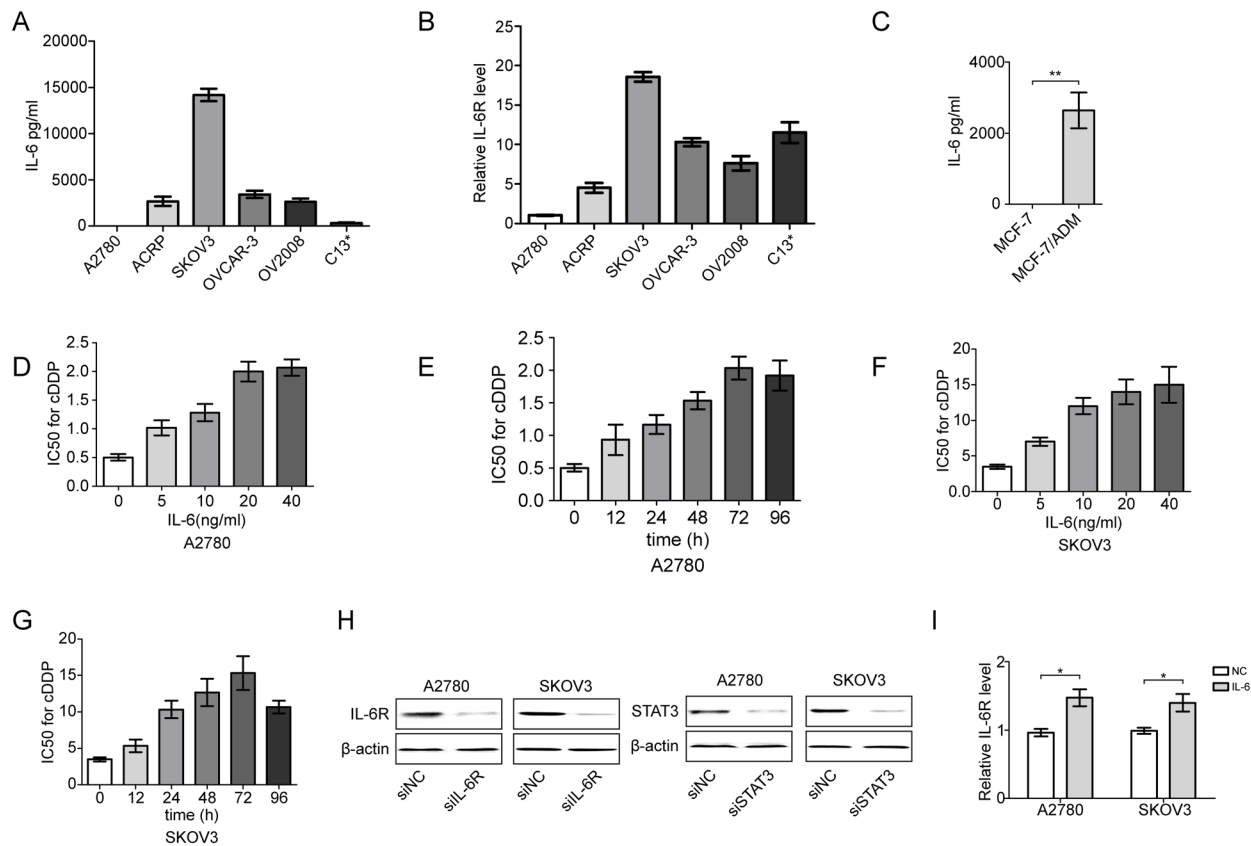 A
IL-6 pg/ml
20000
15000
10000
5000
0
A2780
ACRP
SKOV3
OVCAR-3
OV2008
C13*
B
Relative IL-6R level
25
20
15
10
5
0
A2780
ACRP
SKOV3
OVCAR-3
OV2008
C13*
C
IL-6 pg/ml
4000
2000
0
**
MCF-7
MCF-7/ADM
D
IC50 for cDDP
2.5
2.0
1.5
1.0
0.5
0.0
0 5 10 20 40
IL-6(ng/ml)
A2780
E
IC50 for cDDP
2.5
2.0
1.5
1.0
0.5
0.0
0 12 24 48 72 96
time (h)
A2780
F
IC50 for cDDP
20
15
10
5
0.0
0 5 10 20 40
IL-6(ng/ml)
SKOV3
G
IC50 for cDDP
20
15
10
5
0
0 12 24 48 72 96
time (h)
SKOV3
H
A2780 SKOV3
IL-6R
β-actin
siNC siIL-6R siNC siIL-6R
A2780 SKOV3
STAT3
β-actin
siNC siSTAT3 siNC siSTAT3
I
Relative IL-6R level
2
1
0
* *
NC
IL-6
A2780 SKOV3